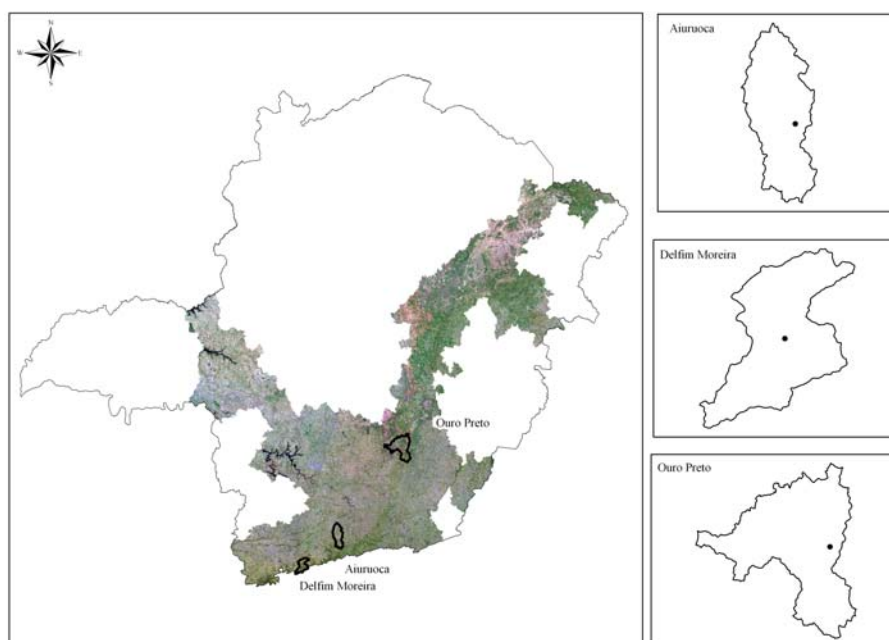 N
W E
S
Ouro Preto
Aiuruoca
Delfim Moreira
Aiuruoca
Delfim Moreira
Ouro Preto